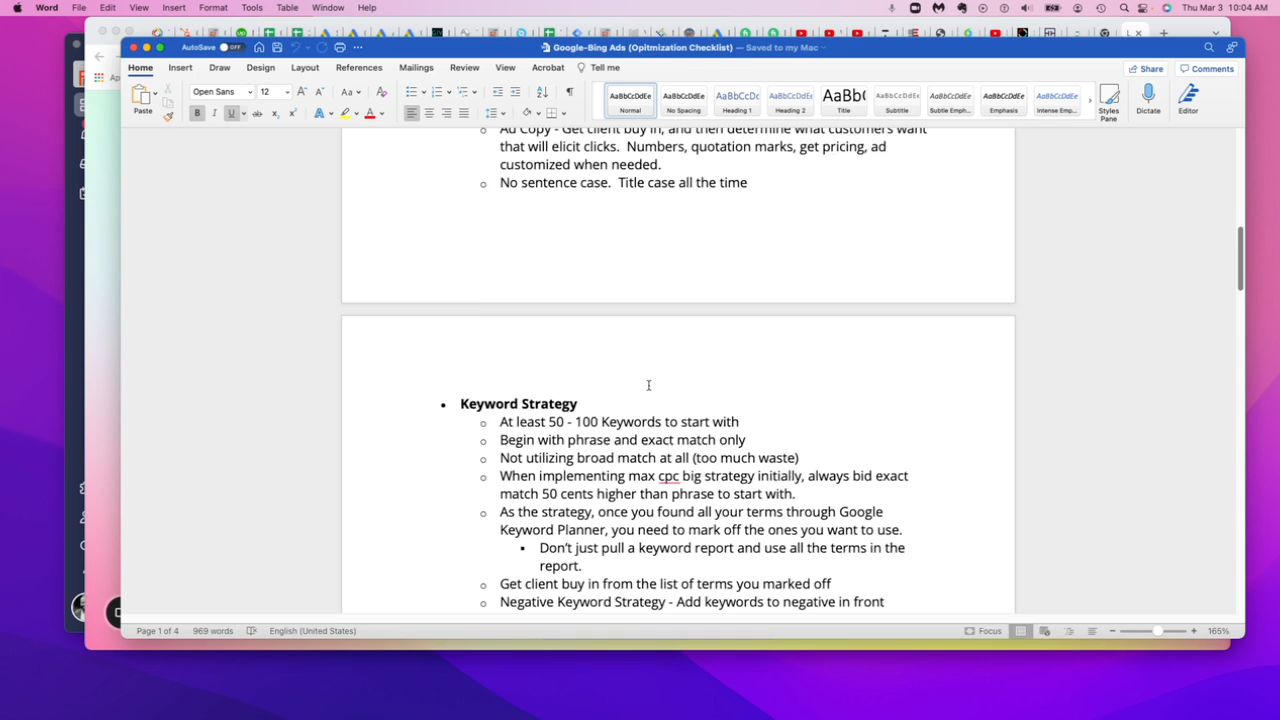 Word File Edit View Insert Format Tools Table Window Help Thu Mar 3 10:04 AM
AutoSave OFF Google-Bing Ads (Opitmization Checklist) — Saved to my Mac
Home Insert Draw Design Layout References Mailings Review View Acrobat Tell me Share Comments
Paste Open Sans 12 Aa
B I U ab x₂ x² A A
AaBbCcDdEe AaBbCcDdEe AaBbCcDc AaBbCcDdEe AaBb( AaBbCcDdEe AaBbCcDdEe AaBbCcDdEe AaBbCcDdEe
Normal No Spacing Heading 1 Heading 2 Title Subtitle Subtle Emph... Emphasis Intense Emp...
Styles Pane Dictate Editor
Ad Copy - Get client buy in, and then determine what customers want
that will elicit clicks. Numbers, quotation marks, get pricing, ad
customized when needed.
No sentence case. Title case all the time
Keyword Strategy
At least 50 - 100 Keywords to start with
Begin with phrase and exact match only
Not utilizing broad match at all (too much waste)
When implementing max cpc big strategy initially, always bid exact
match 50 cents higher than phrase to start with.
As the strategy, once you found all your terms through Google
Keyword Planner, you need to mark off the ones you want to use.
Don't just pull a keyword report and use all the terms in the
report.
Get client buy in from the list of terms you marked off
Negative Keyword Strategy - Add keywords to negative in front
Page 1 of 4 969 words English (United States) Focus 165%